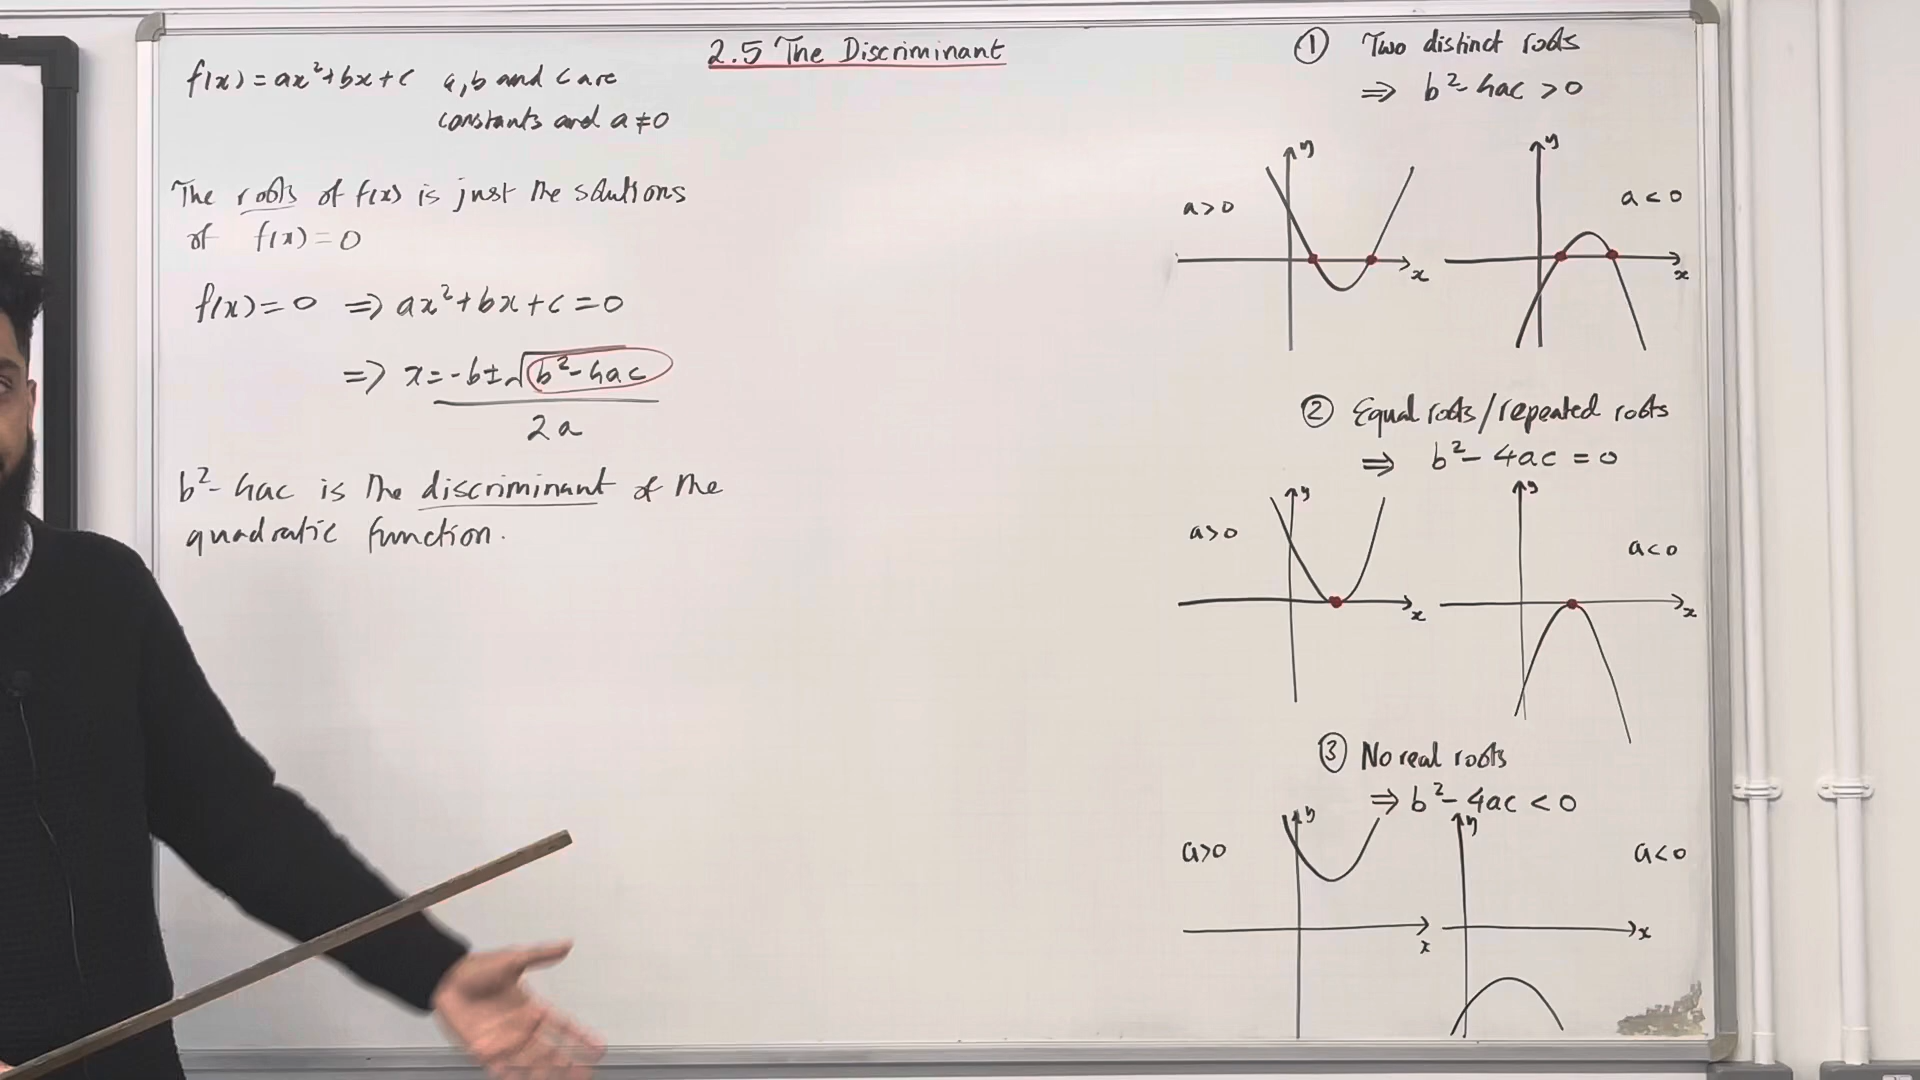 2.5 The Discriminant
f(x) = ax² + bx + c a, b and c are
constants and a ≠ 0
The roots of f(x) is just the solutions
of f(x) = 0
f(x) = 0 ⇒ ax² + bx + c = 0
⇒ x = -b ± √b² - 4ac
2a
b² - 4ac is the discriminant of the
quadratic function.
① Two distinct roots
⇒ b² - 4ac > 0
y y
a > 0 a < 0
x x
② Equal roots / repeated roots
⇒ b² - 4ac = 0
y y
a > 0 a < 0
x x
③ No real roots
⇒ b² - 4ac < 0
y y
a > 0 a < 0
x x